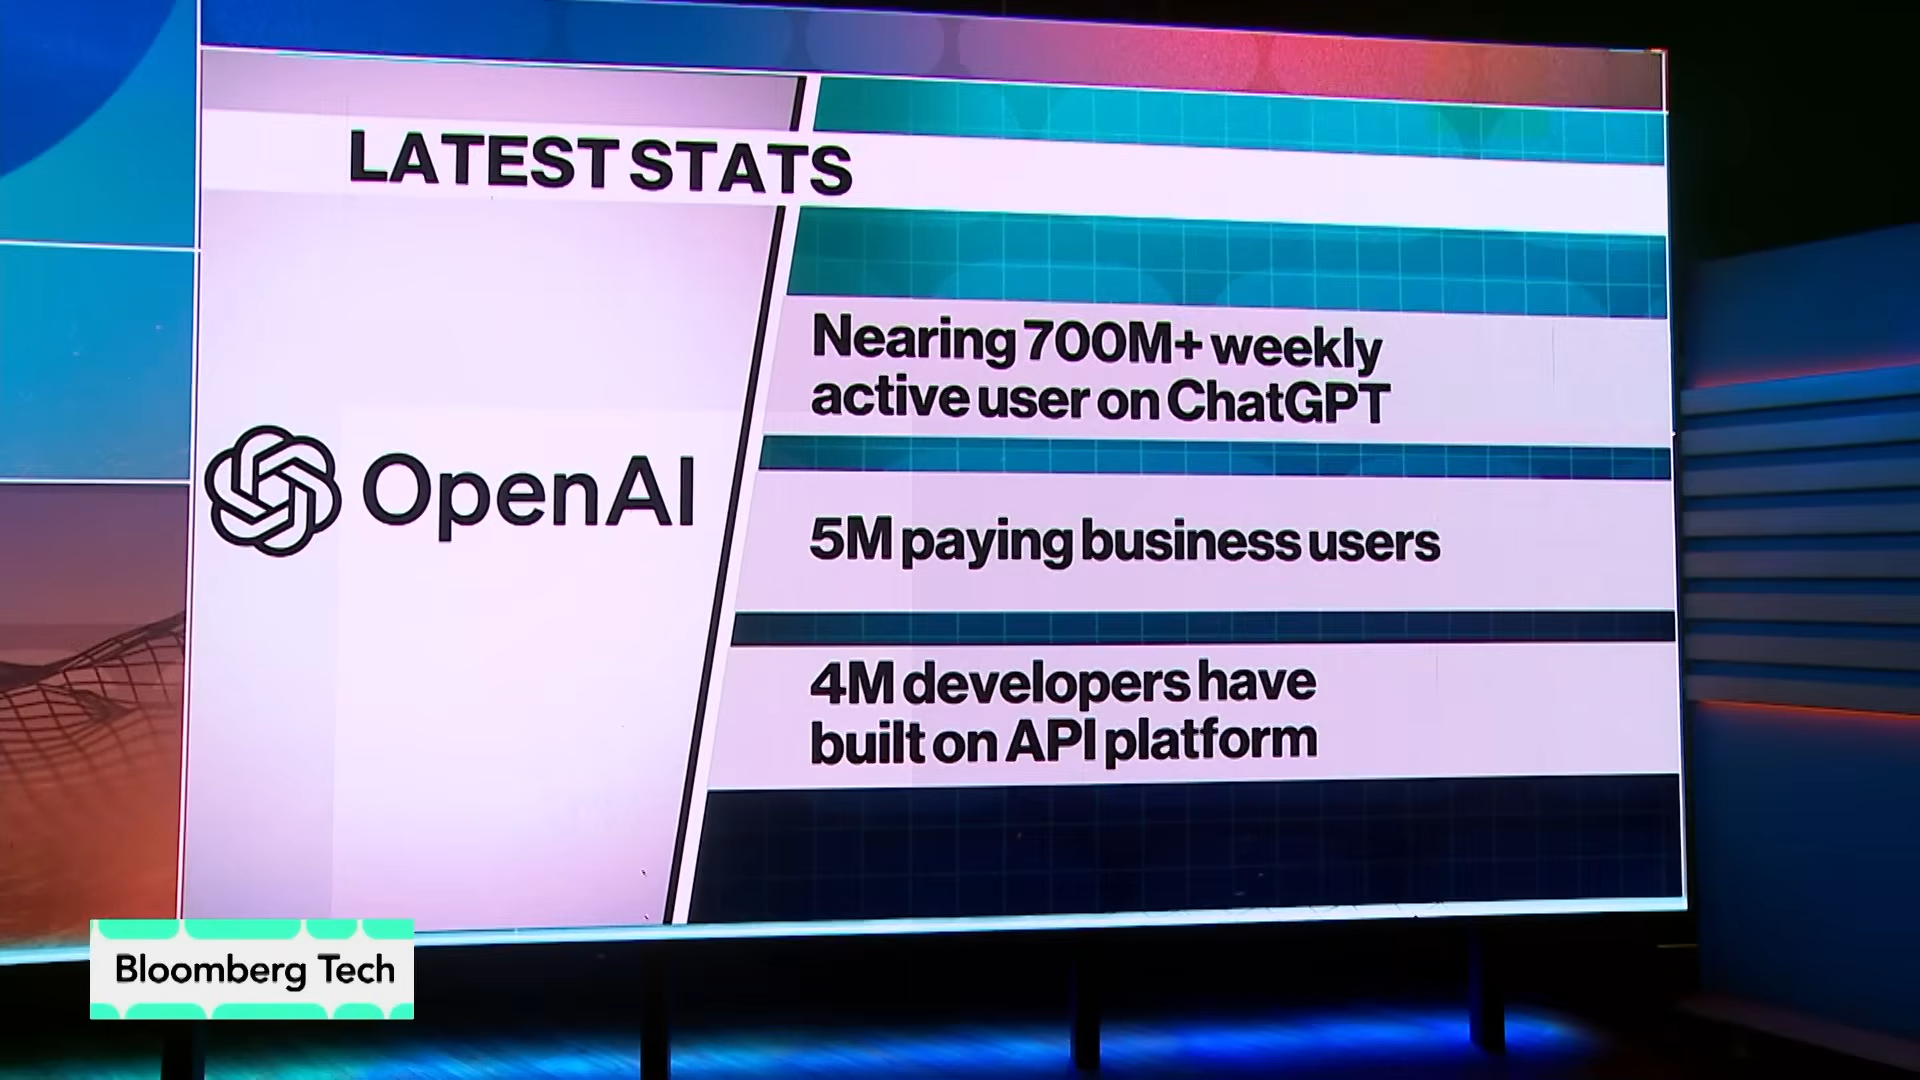 LATEST STATS
OpenAI
Nearing 700M+ weekly
active user on ChatGPT
5M paying business users
4M developers have
built on API platform
Bloomberg Tech